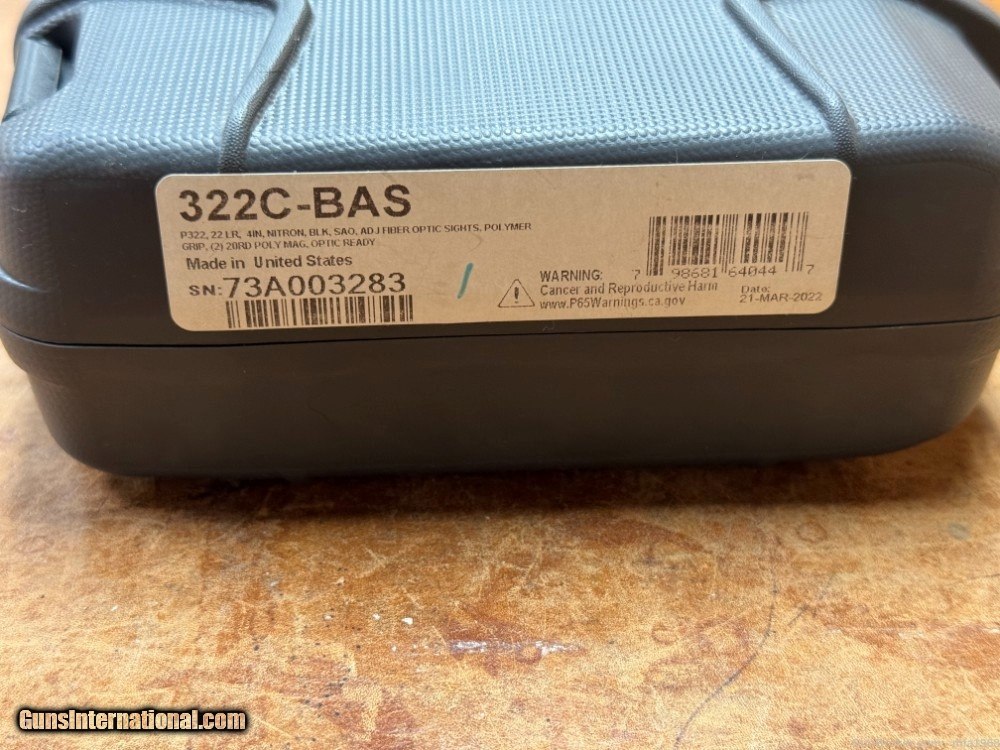 322C-BAS
P322, 22 LR, 4IN, NITRON, BLK, SAO, ADJ FIBER OPTIC SIGHTS, POLYMER
GRIP, (2) 20RD POLY MAG, OPTIC READY
Made in United States
SN: 73A003283
WARNING:
Cancer and Reproductive Harm
www.P65Warnings.ca.gov
7 98681 64044 7
Date:
21-MAR-2022
GunsInternational.com